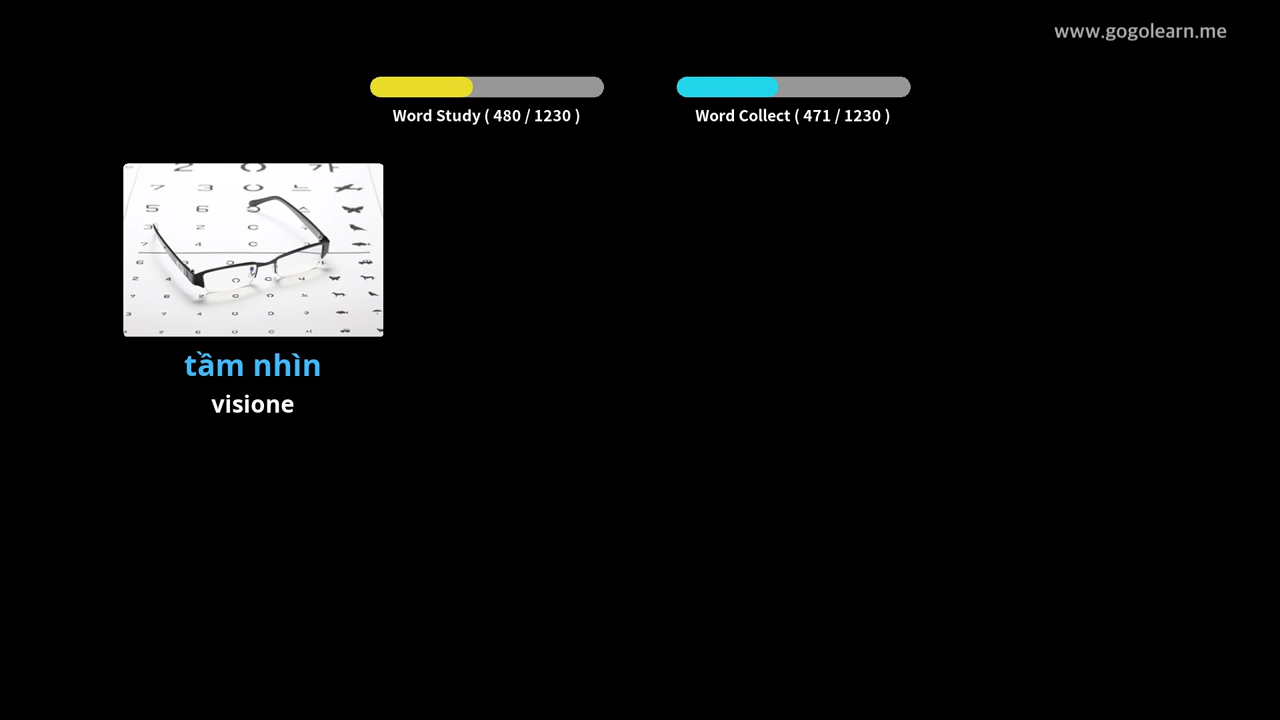 www.gogolearn.me
Word Study ( 480 / 1230 )
Word Collect ( 471 / 1230 )
tầm nhìn
visione